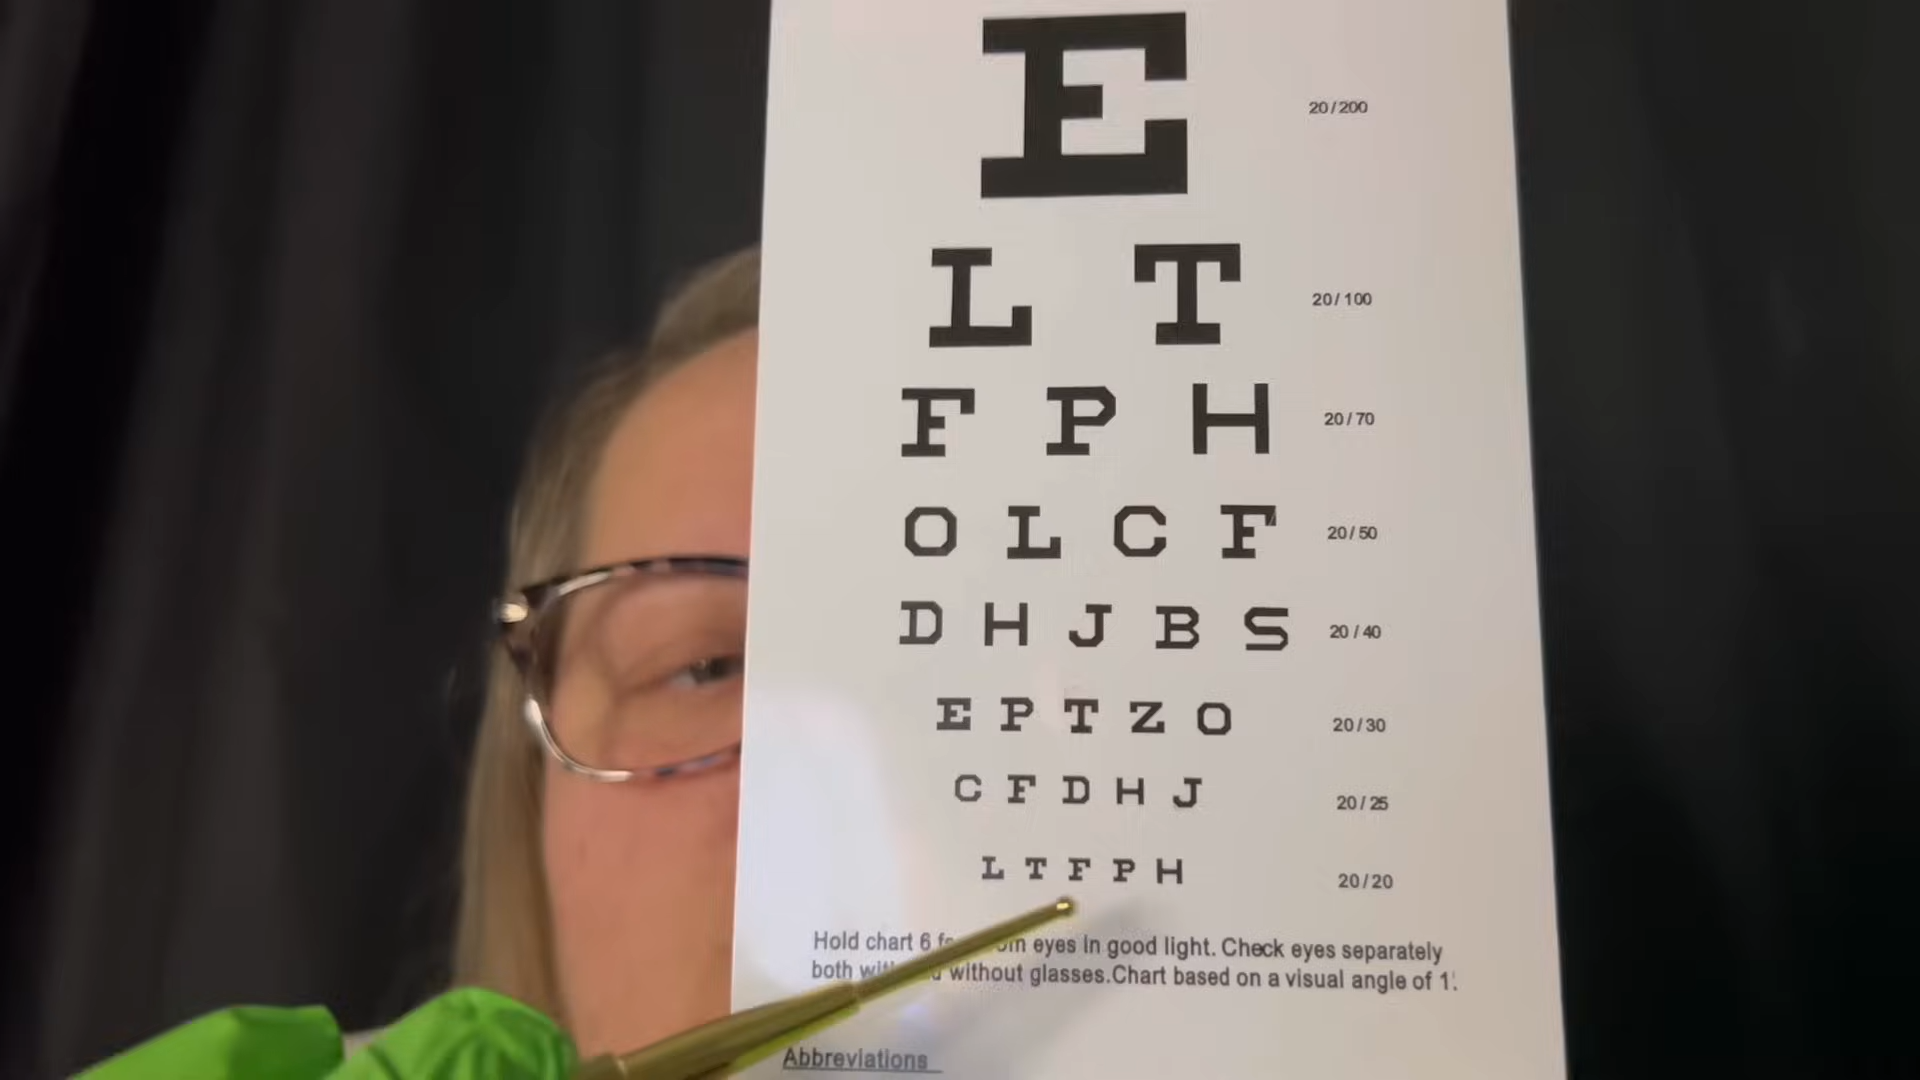 E 20/200
L T 20/100
F P H 20/70
O L C F 20/50
D H J B S 20/40
E P T Z O 20/30
C F D H J 20/25
L T F P H 20/20
Hold chart 6 eyes in good light. Check eyes separately
both without glasses.Chart based on a visual angle of 1'.
Abbreviations